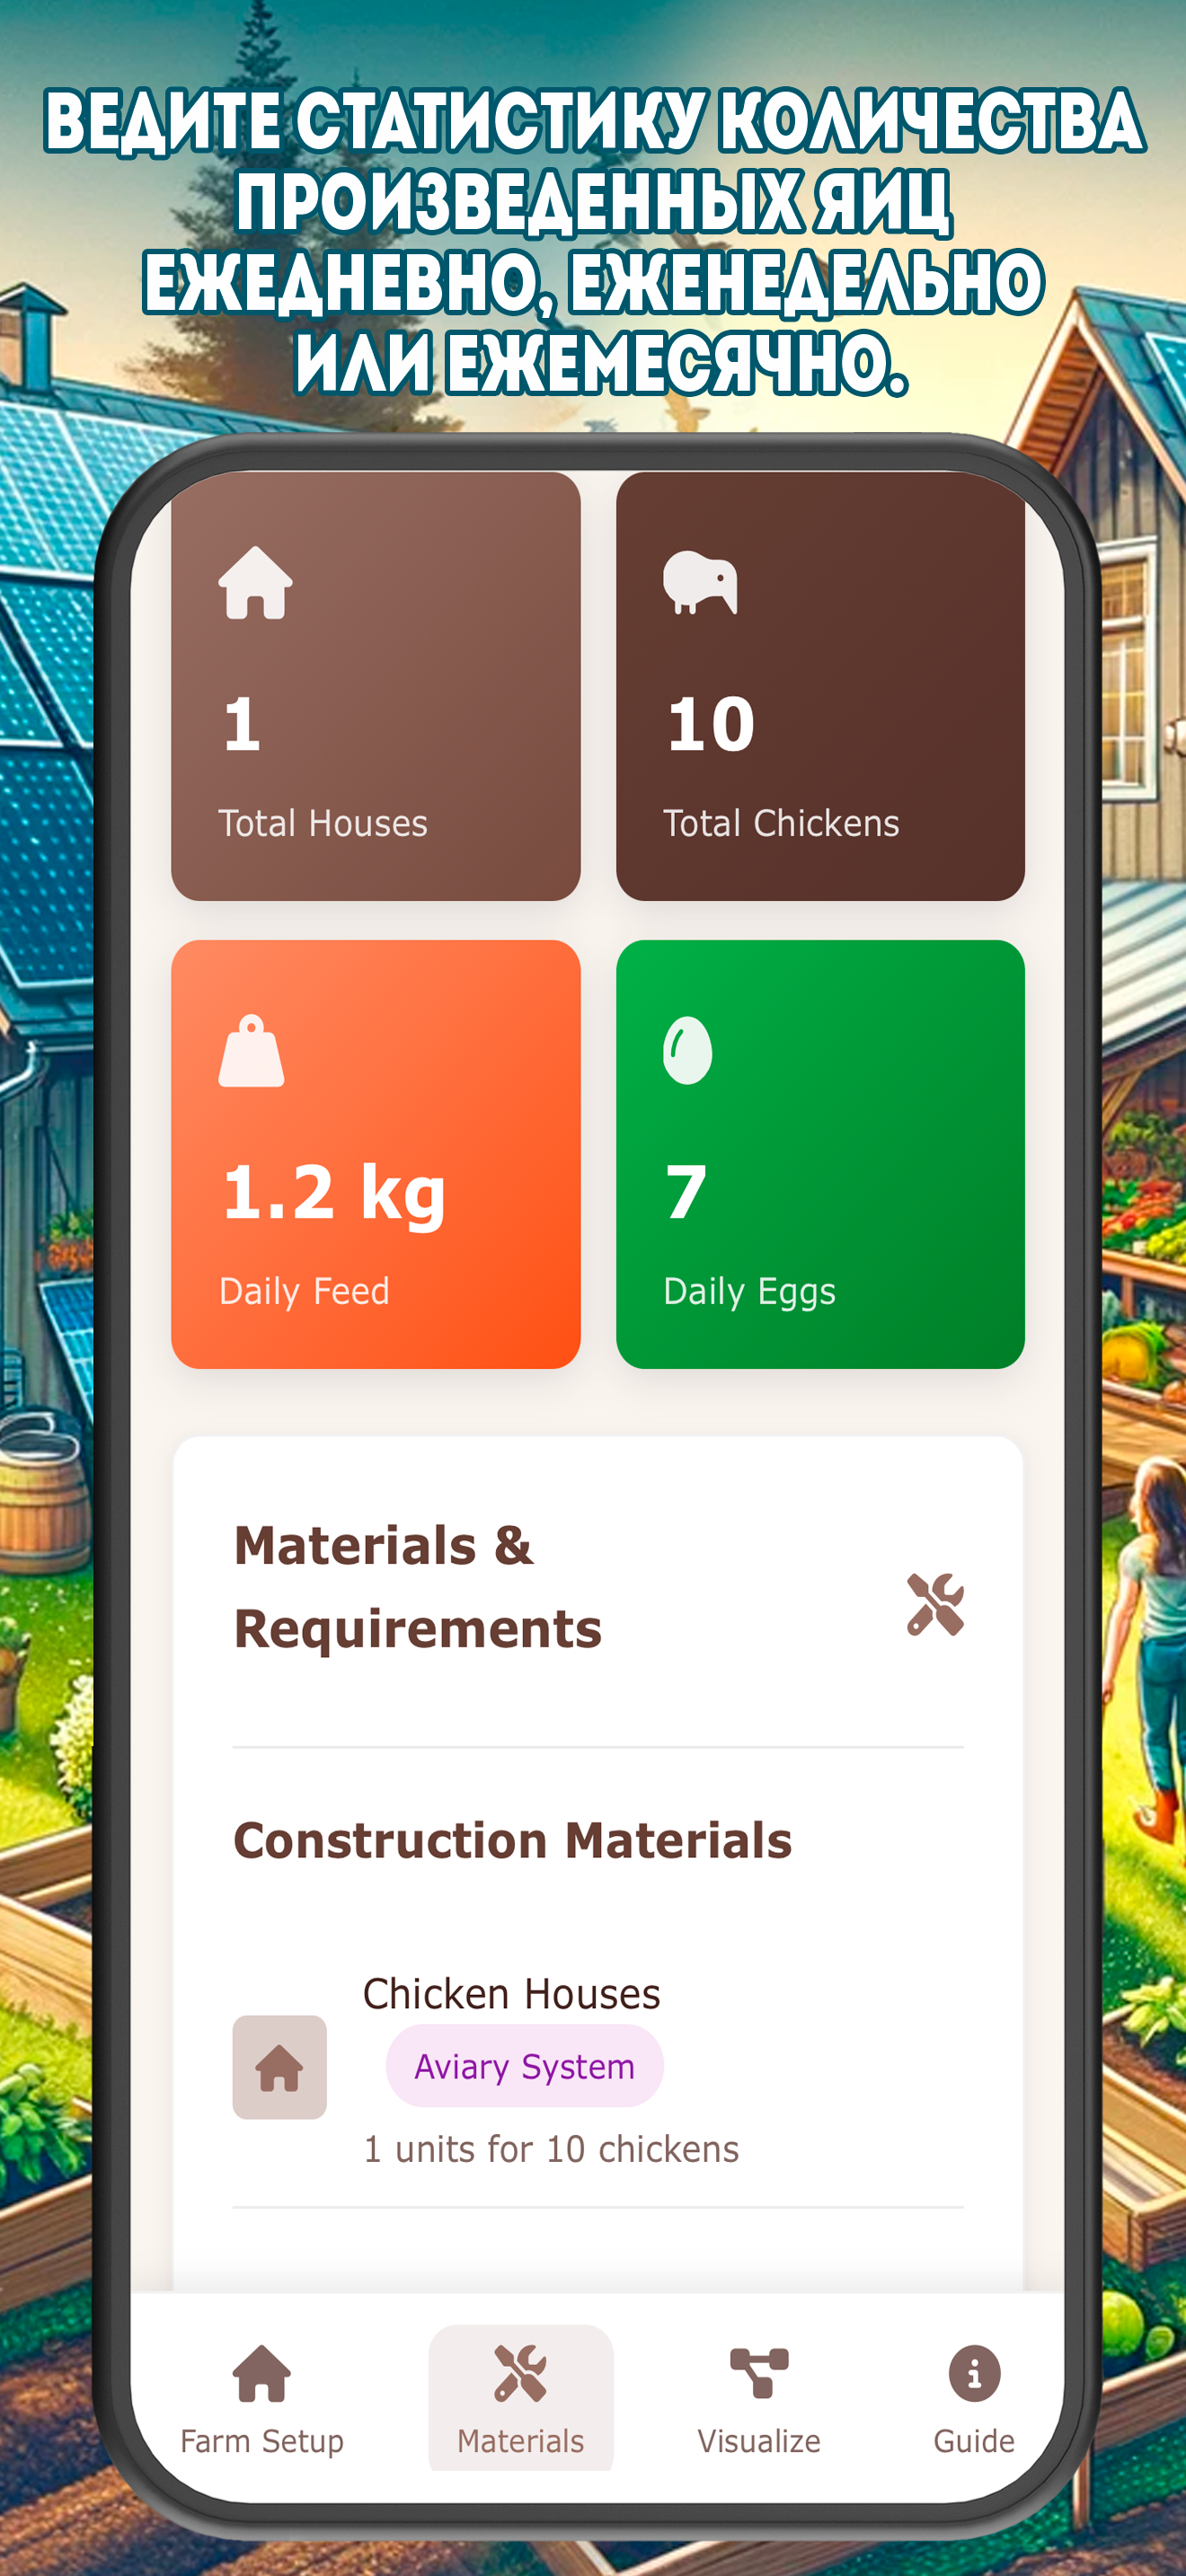 ВЕДИТЕ СТАТИСТИКУ КОЛИЧЕСТВА
ПРОИЗВЕДЕННЫХ ЯИЦ
ЕЖЕДНЕВНО, ЕЖЕНЕДЕЛЬНО
ИЛИ ЕЖЕМЕСЯЧНО.
1
Total Houses
10
Total Chickens
1.2 kg
Daily Feed
7
Daily Eggs
Materials &
Requirements
Construction Materials
Chicken Houses
Aviary System
1 units for 10 chickens
Farm Setup
Materials
Visualize
Guide